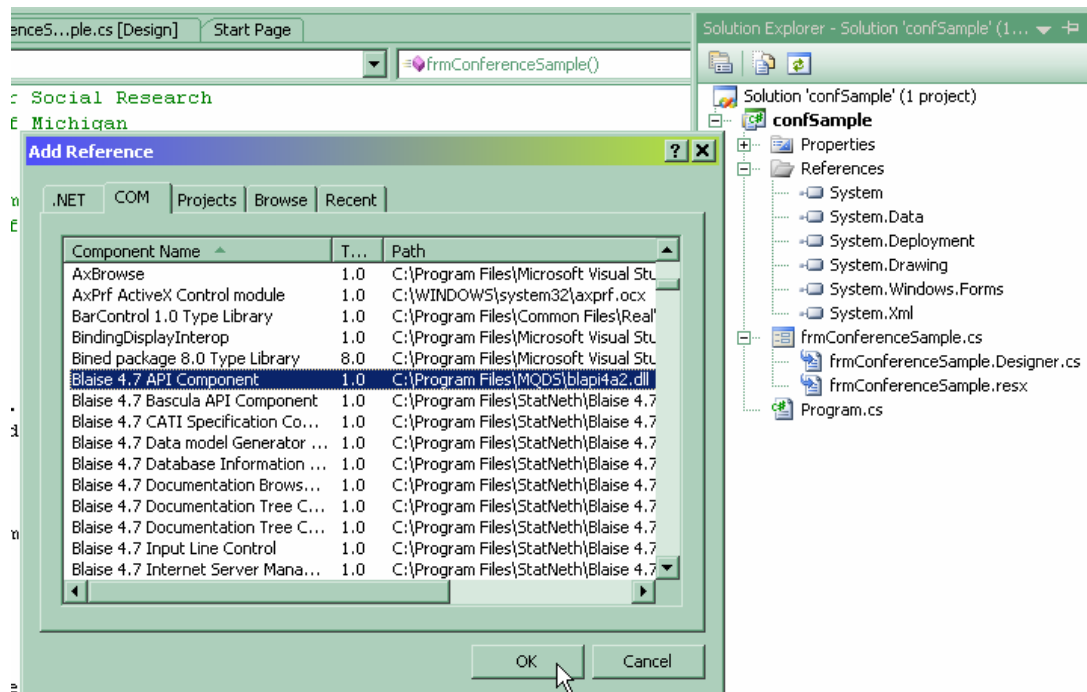 enceS...ple.cs [Design] Start Page
frmConferenceSample()
Social Research
Michigan
Add Reference
.NET COM Projects Browse Recent
Component Name T... Path
AxBrowse 1.0 C:\Program Files\Microsoft Visual Stu
AxPrf ActiveX Control module 1.0 C:\WINDOWS\system32\axprf.ocx
BarControl 1.0 Type Library 1.0 C:\Program Files\Common Files\Real'
BindingDisplayInterop 1.0 C:\Program Files\Microsoft Visual Stu
Bined package 8.0 Type Library 8.0 C:\Program Files\Microsoft Visual Stu
Blaise 4.7 API Component 1.0 C:\Program Files\MQDS\blapi4a2.dll
Blaise 4.7 Bascula API Component 1.0 C:\Program Files\StatNeth\Blaise 4.7
Blaise 4.7 CATI Specification Co... 1.0 C:\Program Files\StatNeth\Blaise 4.7
Blaise 4.7 Data model Generator ... 1.0 C:\Program Files\StatNeth\Blaise 4.7
Blaise 4.7 Database Information ... 1.0 C:\Program Files\StatNeth\Blaise 4.7
Blaise 4.7 Documentation Brows... 1.0 C:\Program Files\StatNeth\Blaise 4.7
Blaise 4.7 Documentation Tree C... 1.0 C:\Program Files\StatNeth\Blaise 4.7
Blaise 4.7 Documentation Tree C... 1.0 C:\Program Files\StatNeth\Blaise 4.7
Blaise 4.7 Input Line Control 1.0 C:\Program Files\StatNeth\Blaise 4.7
Blaise 4.7 Internet Server Mana... 1.0 C:\Program Files\StatNeth\Blaise 4.7
OK Cancel
Solution Explorer - Solution 'confSample' (1...
Solution 'confSample' (1 project)
confSample
Properties
References
System
System.Data
System.Deployment
System.Drawing
System.Windows.Forms
System.Xml
frmConferenceSample.cs
frmConferenceSample.Designer.cs
frmConferenceSample.resx
Program.cs